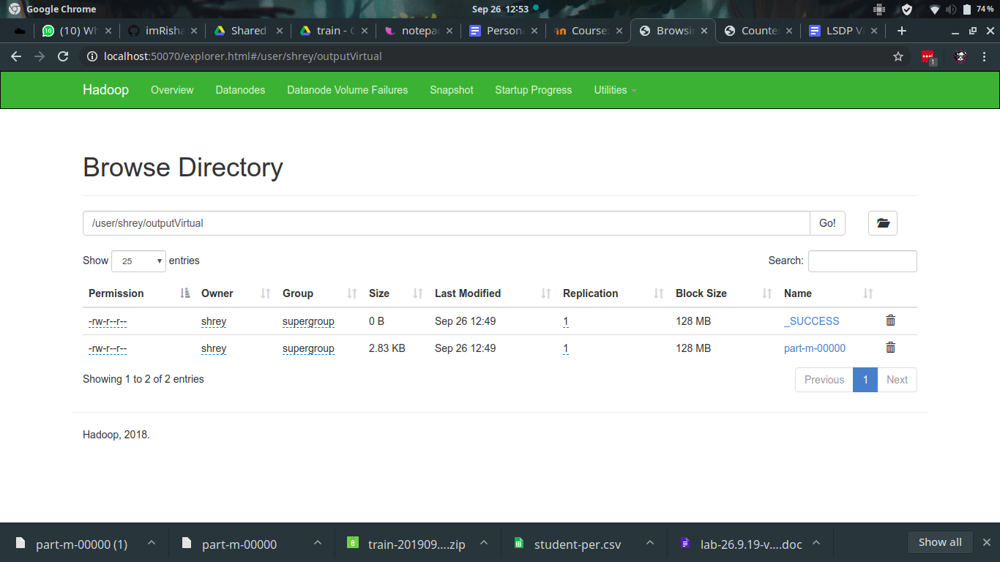 Google Chrome Sep 26 12:53 74 %
(10) Wh imRisha Shared train - G notepa Persona Course: Browsin Counte LSDP Vi
localhost:50070/explorer.html#/user/shrey/outputVirtual 1
Hadoop Overview Datanodes Datanode Volume Failures Snapshot Startup Progress Utilities
Browse Directory
/user/shrey/outputVirtual Go!
Show 25 entries Search:
Permission Owner Group Size Last Modified Replication Block Size Name
-rw-r--r-- shrey supergroup 0 B Sep 26 12:49 1 128 MB _SUCCESS
-rw-r--r-- shrey supergroup 2.83 KB Sep 26 12:49 1 128 MB part-m-00000
Showing 1 to 2 of 2 entries Previous 1 Next
Hadoop, 2018.
part-m-00000 (1) part-m-00000 train-201909....zip student-per.csv lab-26.9.19-v....doc Show all